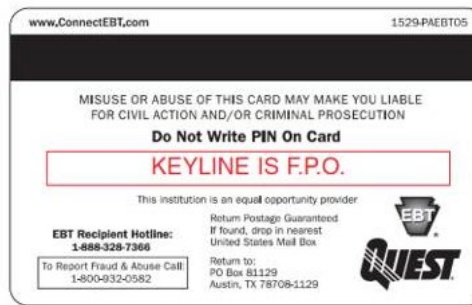 www.ConnectEBT.com
1529-PAEBT05
MISUSE OR ABUSE OF THIS CARD MAY MAKE YOU LIABLE
FOR CIVIL ACTION AND/OR CRIMINAL PROSECUTION
Do Not Write PIN On Card
KEYLINE IS F.P.O.
This institution is an equal opportunity provider
EBT Recipient Hotline:
1-888-328-7366
To Report Fraud & Abuse Call:
1-800-932-0582
Return Postage Guaranteed
If found, drop in nearest
United States Mail Box
Return to:
PO Box 81129
Austin, TX 78708-1129
EBT
QUEST